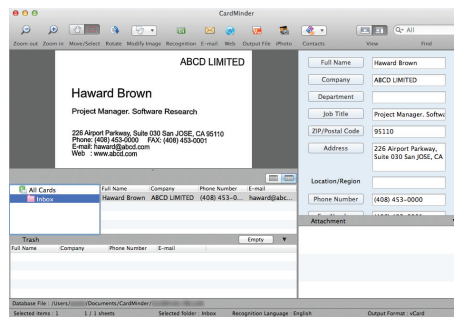 CardMinder
Zoom out Zoom in Move/Select Rotate Modify Image Recognition E-mail Web Output File iPhoto Contacts View Find
All
ABCD LIMITED
Haward Brown
Project Manager. Software Research
226 Airport Parkway, Suite 030 San JOSE, CA 95110
Phone: (408) 453-0000 FAX: (408) 453-0001
E-mail: haward@abcd.com
Web : www.abcd.com
Full Name Haward Brown
Company ABCD LIMITED
Department
Job Title Project Manager. Softwa
ZIP/Postal Code 95110
Address 226 Airport Parkway,
Suite 030 San JOSE, CA
Location/Region
Phone Number (408) 453-0000
Attachment
All Cards
Inbox
Full Name Company Phone Number E-mail
Haward Brown ABCD LIMITED (408) 453-0... haward@abc...
Trash Empty
Full Name Company Phone Number E-mail
Database File : /Users/ /Documents/CardMinder/
Selected items : 1 1 / 1 sheets Selected folder : Inbox Recognition Language : English Output Format : vCard